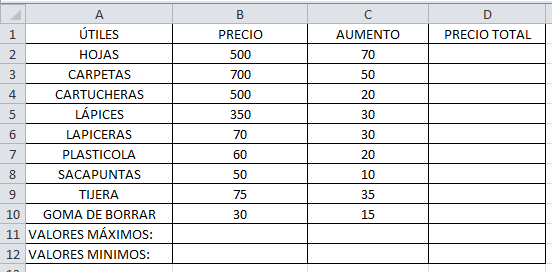 A B C D
1 ÚTILES PRECIO AUMENTO PRECIO TOTAL
2 HOJAS 500 70
3 CARPETAS 700 50
4 CARTUCHERAS 500 20
5 LÁPICES 350 30
6 LAPICERAS 70 30
7 PLASTICOLA 60 20
8 SACAPUNTAS 50 10
9 TIJERA 75 35
10 GOMA DE BORRAR 30 15
11 VALORES MÁXIMOS:
12 VALORES MINIMOS: